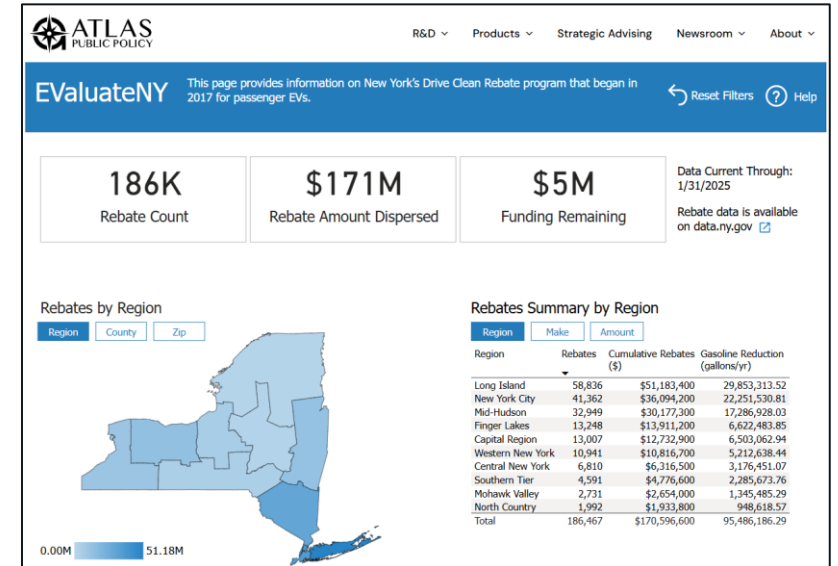 ATLAS
PUBLIC POLICY
R&D Products Strategic Advising Newsroom About
EValuateNY
This page provides information on New York's Drive Clean Rebate program that began in
2017 for passenger EVs.
Reset Filters
? Help
186K
Rebate Count
$171M
Rebate Amount Dispersed
$5M
Funding Remaining
Data Current Through:
1/31/2025
Rebate data is available
on data.ny.gov
Rebates by Region
Region County Zip
0.00M 51.18M
Rebates Summary by Region
Region Make Amount
Region Rebates Cumulative Rebates Gasoline Reduction
($) (gallons/yr)
Long Island 58,836 $51,183,400 29,853,313.52
New York City 41,362 $36,094,200 22,251,530.81
Mid-Hudson 32,949 $30,177,300 17,286,928.03
Finger Lakes 13,248 $13,911,200 6,622,483.85
Capital Region 13,007 $12,732,900 6,503,062.94
Western New York 10,941 $10,816,700 5,212,638.44
Central New York 6,810 $6,316,500 3,176,451.07
Southern Tier 4,591 $4,776,600 2,285,673.76
Mohawk Valley 2,731 $2,654,000 1,345,485.29
North Country 1,992 $1,933,800 948,618.57
Total 186,467 $170,596,600 95,486,186.29